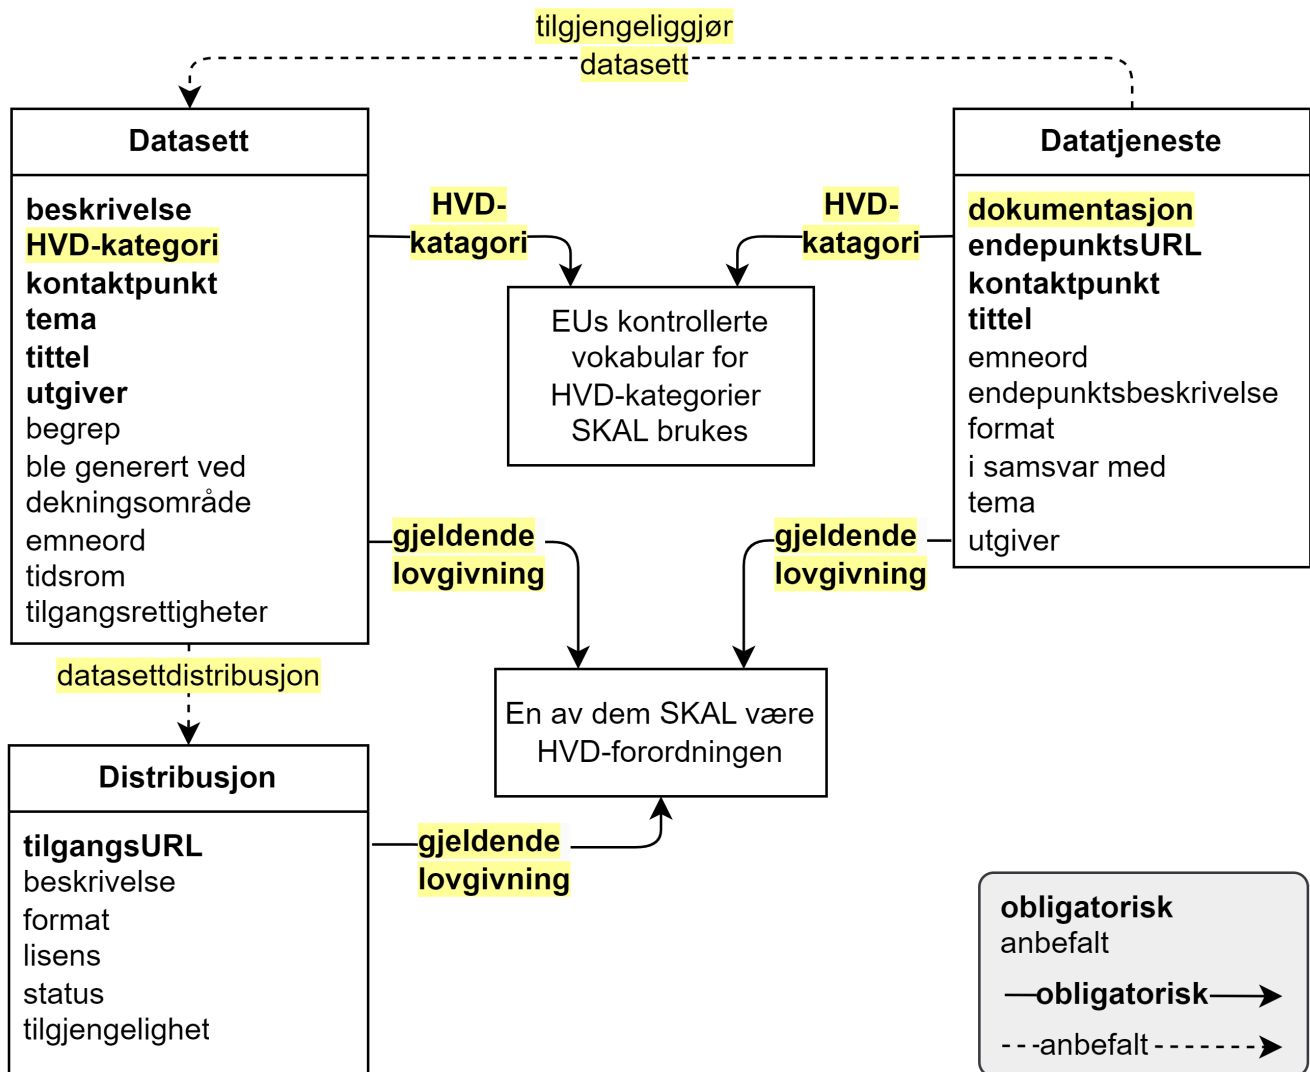 tilgjengeliggjør
datasett
Datasett
beskrivelse
HVD-kategori
kontaktpunkt
tema
tittel
utgiver
begrep
ble generert ved
dekningsområde
emneord
tidsrom
tilgangsrettigheter
HVD-
katagori
HVD-
katagori
Datatjeneste
dokumentasjon
endepunktsURL
kontaktpunkt
tittel
emneord
endepunktsbeskrivelse
format
i samsvar med
tema
utgiver
EUs kontrollerte
vokabular for
HVD-kategorier
SKAL brukes
gjeldende
lovgivning
gjeldende
lovgivning
datasettdistribusjon
En av dem SKAL være
HVD-forordningen
Distribusjon
tilgangsURL
beskrivelse
format
lisens
status
tilgjengelighet
gjeldende
lovgivning
obligatorisk
anbefalt
obligatorisk
anbefalt